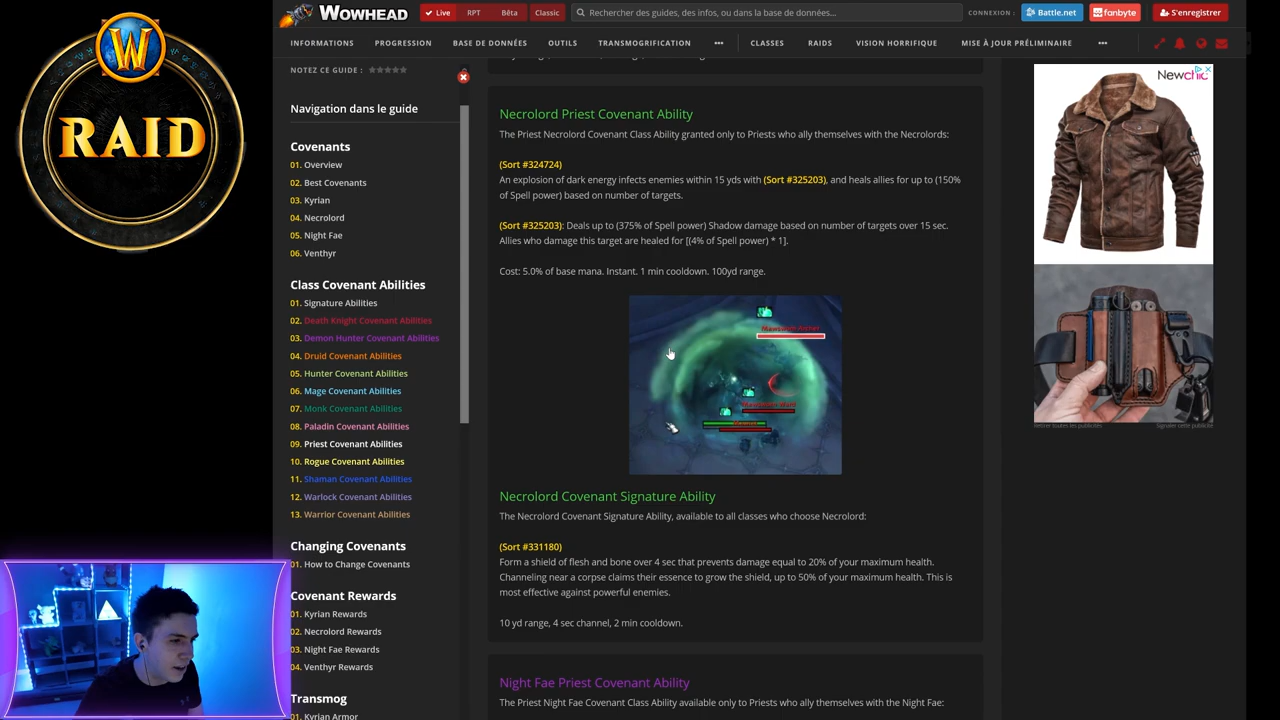 W
RAID
WOWHEAD
Live
RPT
Bêta
Classic
Rechercher des guides, des infos, ou dans la base de données…
CONNEXION :
Battle.net
fanbyte
S'enregistrer
INFORMATIONS
PROGRESSION
BASE DE DONNÉES
OUTILS
TRANSMOGRIFICATION
•••
CLASSES
RAIDS
VISION HORRIFIQUE
MISE À JOUR PRÉLIMINAIRE
•••
NOTEZ CE GUIDE :
Navigation dans le guide
Covenants
01. Overview
02. Best Covenants
03. Kyrian
04. Necrolord
05. Night Fae
06. Venthyr
Class Covenant Abilities
01. Signature Abilities
02. Death Knight Covenant Abilities
03. Demon Hunter Covenant Abilities
04. Druid Covenant Abilities
05. Hunter Covenant Abilities
06. Mage Covenant Abilities
07. Monk Covenant Abilities
08. Paladin Covenant Abilities
09. Priest Covenant Abilities
10. Rogue Covenant Abilities
11. Shaman Covenant Abilities
12. Warlock Covenant Abilities
13. Warrior Covenant Abilities
Changing Covenants
01. How to Change Covenants
Covenant Rewards
01. Kyrian Rewards
02. Necrolord Rewards
03. Night Fae Rewards
04. Venthyr Rewards
Transmog
01. Kyrian Armor
Necrolord Priest Covenant Ability
The Priest Necrolord Covenant Class Ability granted only to Priests who ally themselves with the Necrolords:
(Sort #324724)
An explosion of dark energy infects enemies within 15 yds with (Sort #325203), and heals allies for up to (150%
of Spell power) based on number of targets.
(Sort #325203): Deals up to (375% of Spell power) Shadow damage based on number of targets over 15 sec.
Allies who damage this target are healed for [(4% of Spell power) * 1].
Cost: 5.0% of base mana. Instant. 1 min cooldown. 100yd range.
Necrolord Covenant Signature Ability
The Necrolord Covenant Signature Ability, available to all classes who choose Necrolord:
(Sort #331180)
Form a shield of flesh and bone over 4 sec that prevents damage equal to 20% of your maximum health.
Channeling near a corpse claims their essence to grow the shield, up to 50% of your maximum health. This is
most effective against powerful enemies.
10 yd range, 4 sec channel, 2 min cooldown.
Night Fae Priest Covenant Ability
The Priest Night Fae Covenant Class Ability available only to Priests who ally themselves with the Night Fae:
Newchic
Retirer toutes les publicités
Signaler cette publicité